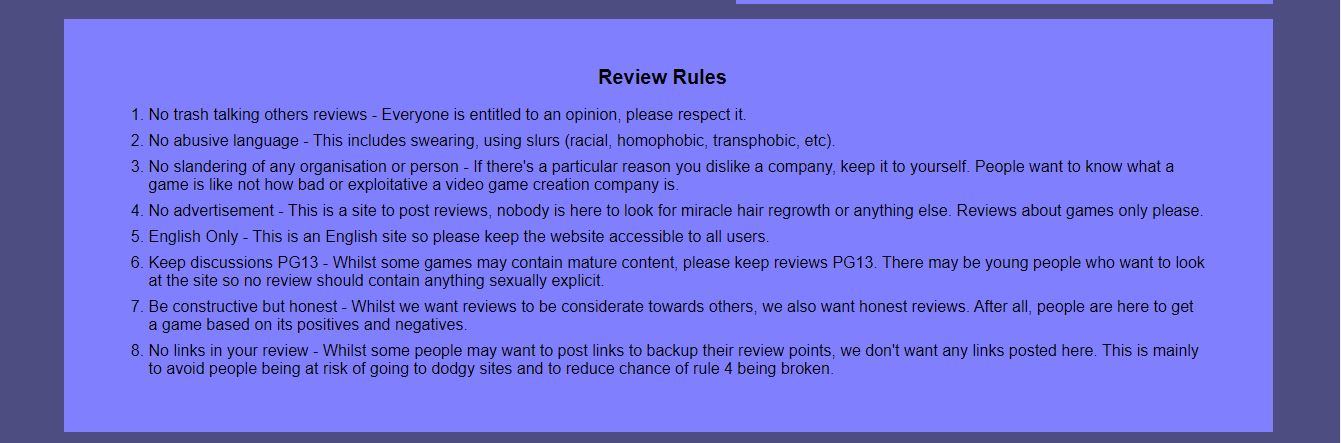 Review Rules
1. No trash talking others reviews - Everyone is entitled to an opinion, please respect it.
2. No abusive language - This includes swearing, using slurs (racial, homophobic, transphobic, etc).
3. No slandering of any organisation or person - If there's a particular reason you dislike a company, keep it to yourself. People want to know what a
game is like not how bad or exploitative a video game creation company is.
4. No advertisement - This is a site to post reviews, nobody is here to look for miracle hair regrowth or anything else. Reviews about games only please.
5. English Only - This is an English site so please keep the website accessible to all users.
6. Keep discussions PG13 - Whilst some games may contain mature content, please keep reviews PG13. There may be young people who want to look
at the site so no review should contain anything sexually explicit.
7. Be constructive but honest - Whilst we want reviews to be considerate towards others, we also want honest reviews. After all, people are here to get
a game based on its positives and negatives.
8. No links in your review - Whilst some people may want to post links to backup their review points, we don't want any links posted here. This is mainly
to avoid people being at risk of going to dodgy sites and to reduce chance of rule 4 being broken.